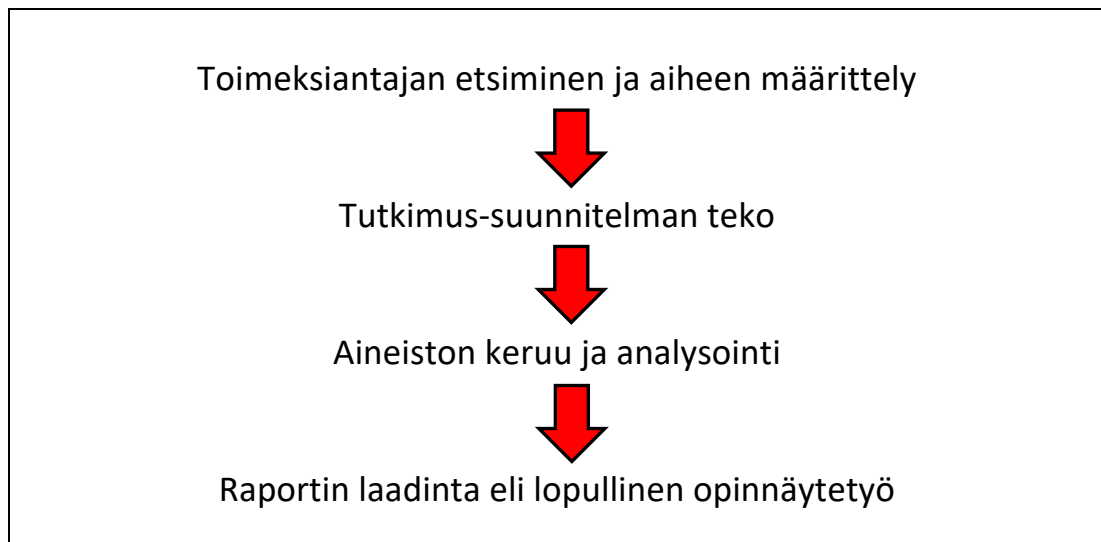 Toimeksiantajan etsiminen ja aiheen määrittely
Tutkimus-suunnitelman teko
Aineiston keruu ja analysointi
Raportin laadinta eli lopullinen opinnäytetyö